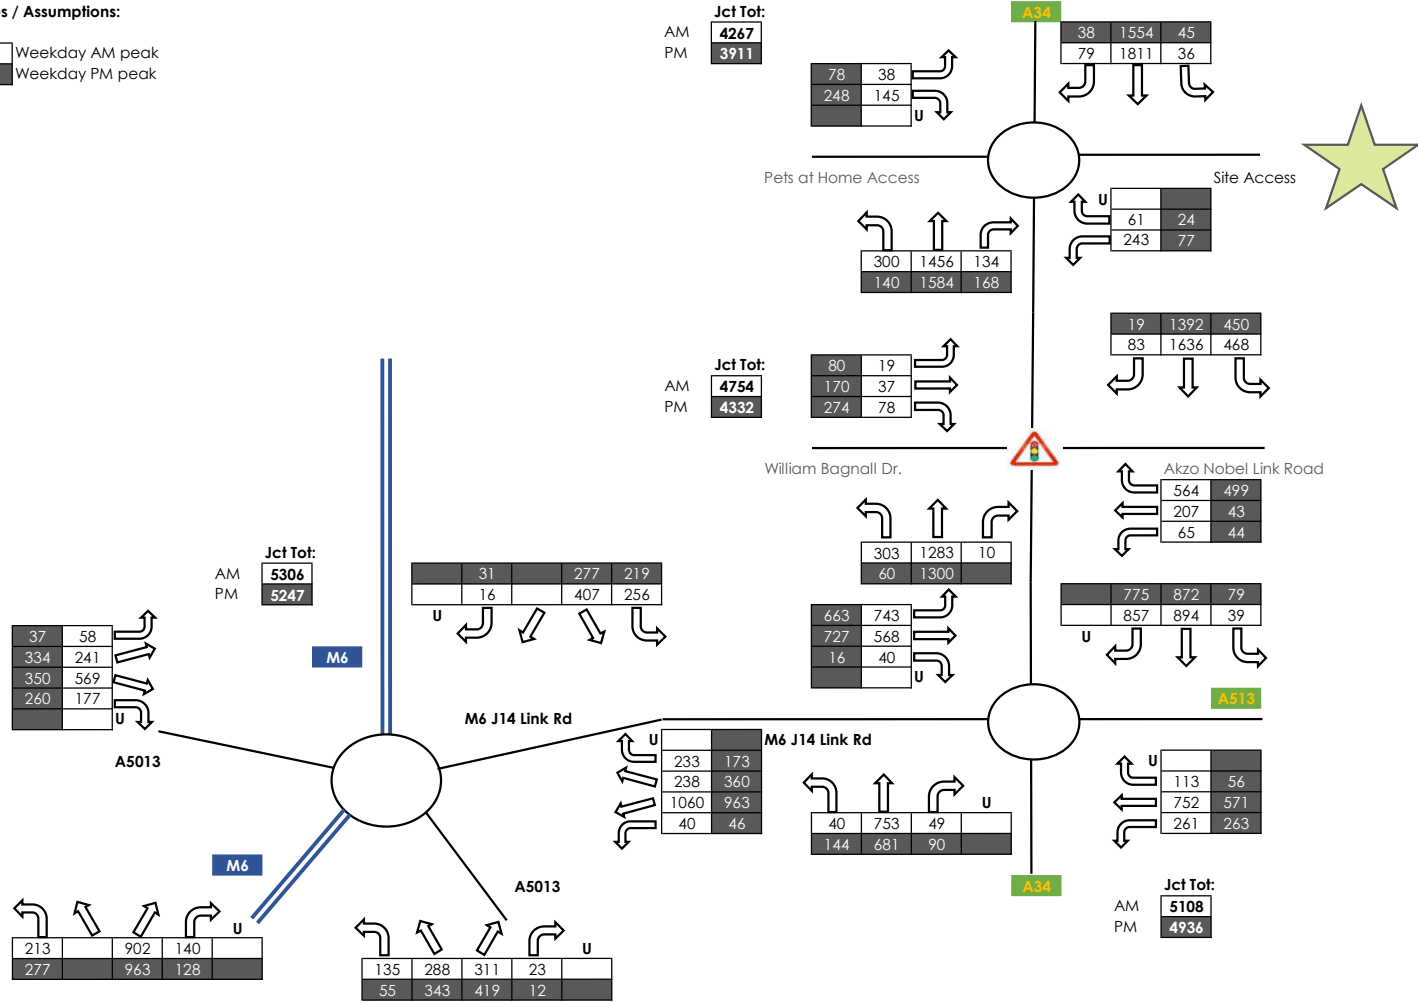 s / Assumptions:
Weekday AM peak
Weekday PM peak
Jct Tot:
AM 4267
PM 3911
A34
38 1554 45
79 1811 36
78 38
248 145
U
Pets at Home Access
Site Access
U
61 24
243 77
300 1456 134
140 1584 168
19 1392 450
83 1636 468
Jct Tot:
AM 4754
PM 4332
80 19
170 37
274 78
William Bagnall Dr.
Akzo Nobel Link Road
564 499
207 43
65 44
303 1283 10
60 1300
Jct Tot:
AM 5306
PM 5247
31 277 219
16 407 256
U
775 872 79
857 894 39
U
663 743
727 568
16 40
U
37 58
334 241
350 569
260 177
U
M6
A5013
M6 J14 Link Rd
A513
U
M6 J14 Link Rd
233 173
238 360
1060 963
40 46
U
40 753 49
144 681 90
U
113 56
752 571
261 263
M6
A5013
A34
Jct Tot:
AM 5108
PM 4936
U
213 902 140
277 963 128
U
135 288 311 23
55 343 419 12